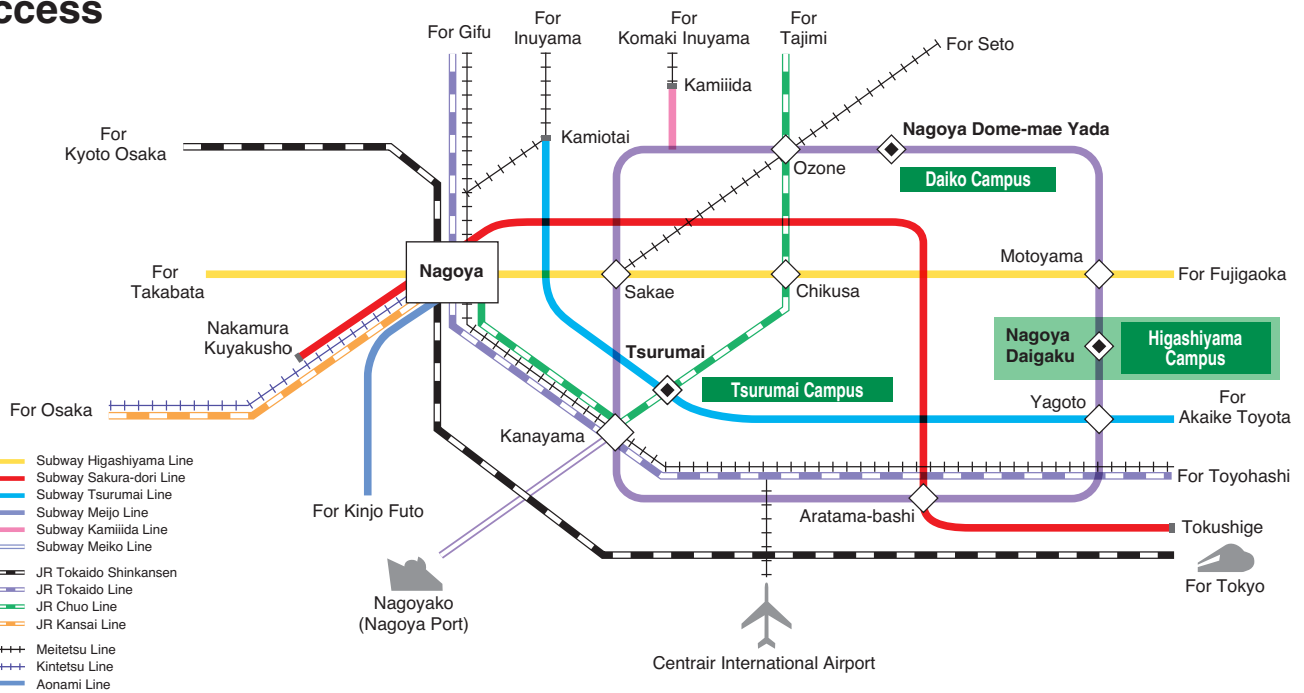 ccess
For Gifu
For
Inuyama
For
Komaki Inuyama
For
Tajimi
For Seto
Kamiiida
For
Kyoto Osaka
Kamiotai
Nagoya Dome-mae Yada
Ozone
Daiko Campus
Nagoya
Motoyama
For
Takabata
Sakae
Chikusa
For Fujigaoka
Nakamura
Kuyakusho
Tsurumai
Nagoya
Daigaku
Higashiyama
Campus
Tsurumai Campus
For Osaka
Kanayama
Yagoto
For
Akaike Toyota
For Toyohashi
For Kinjo Futo
Aratama-bashi
Tokushige
For Tokyo
Nagoyako
(Nagoya Port)
Centrair International Airport
Subway Higashiyama Line
Subway Sakura-dori Line
Subway Tsurumai Line
Subway Meijo Line
Subway Kamiiida Line
Subway Meiko Line
JR Tokaido Shinkansen
JR Tokaido Line
JR Chuo Line
JR Kansai Line
Meitetsu Line
Kintetsu Line
Aonami Line